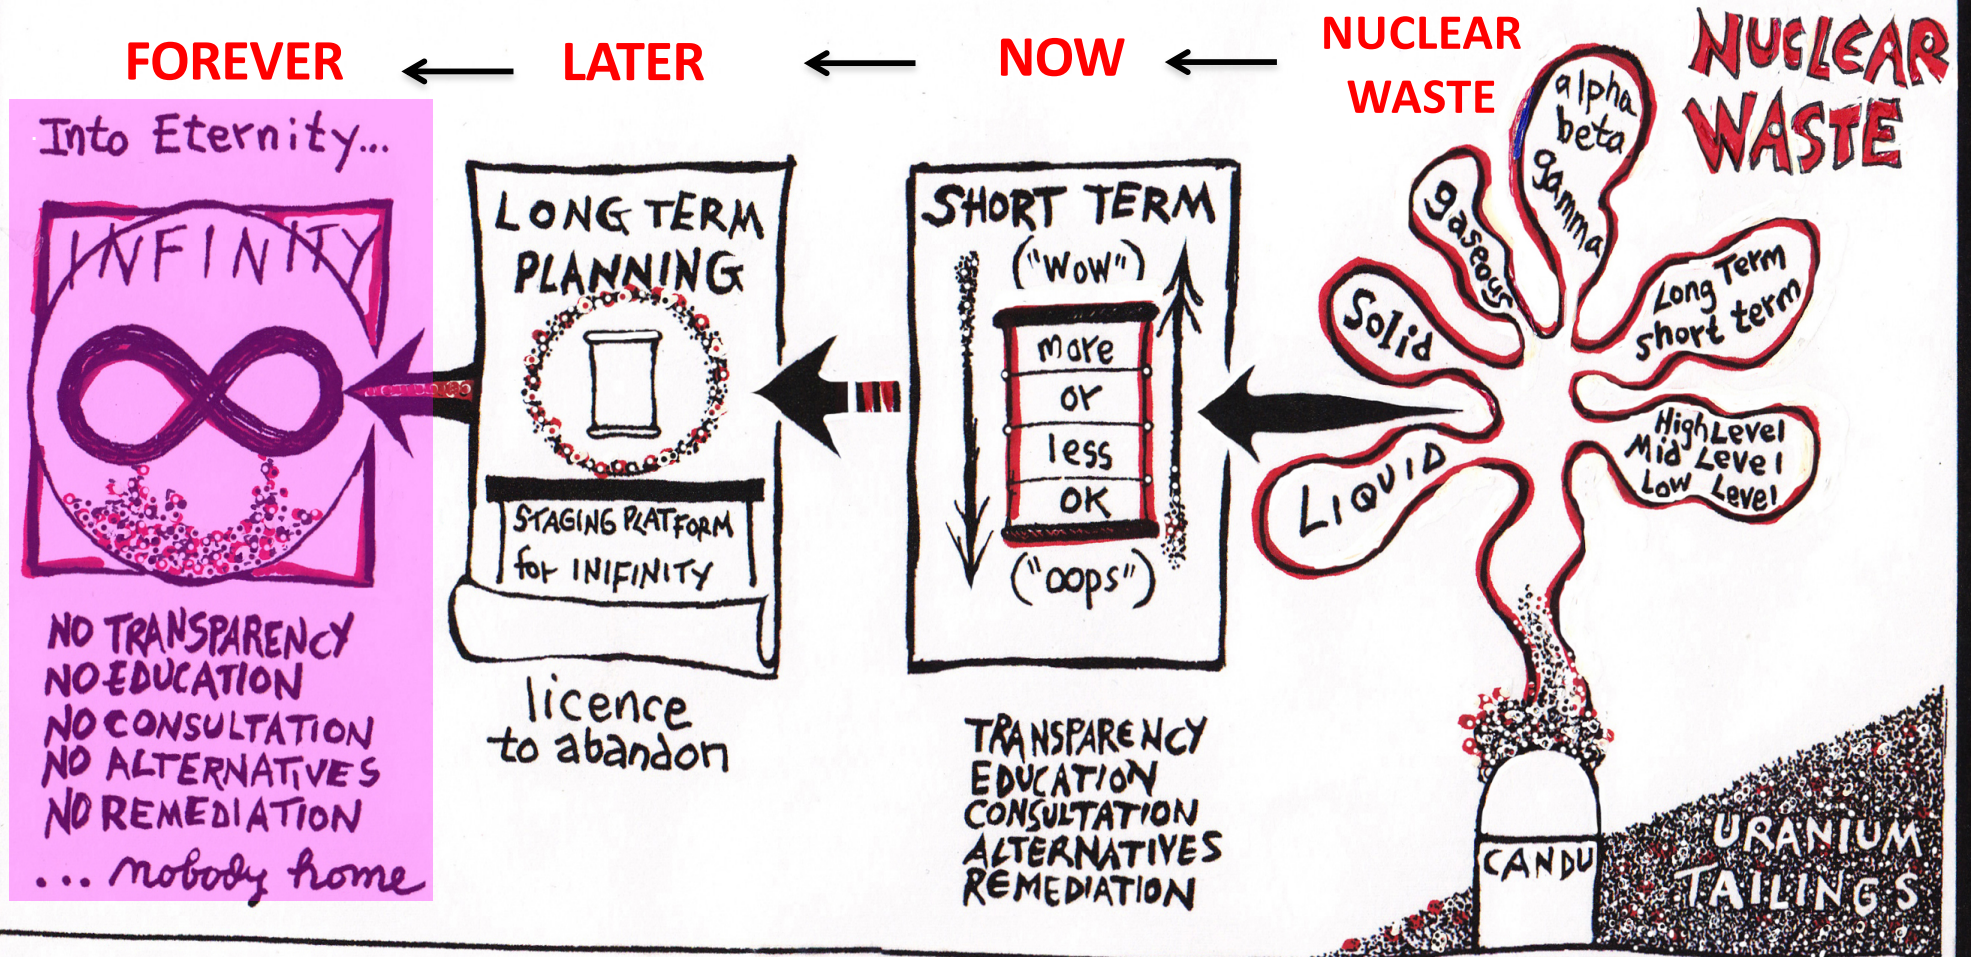 FOREVER
LATER
NOW
NUCLEAR
WASTE
NUCLEAR
WASTE
Into Eternity...
INFINITY
NO TRANSPARENCY
NO EDUCATION
NO CONSULTATION
NO ALTERNATIVES
NO REMEDIATION
... nobody home
LONG TERM
PLANNING
STAGING PLATFORM
for INIFINITY
licence
to abandon
SHORT TERM
("WOW")
more
or
less
OK
("oops")
TRANSPARENCY
EDUCATION
CONSULTATION
ALTERNATIVES
REMEDIATION
alpha
beta
gamma
gaseous
Solid
LIQUID
Long Term
short term
High Level
Mid Level
Low Level
CANDU
URANIUM
TAILINGS